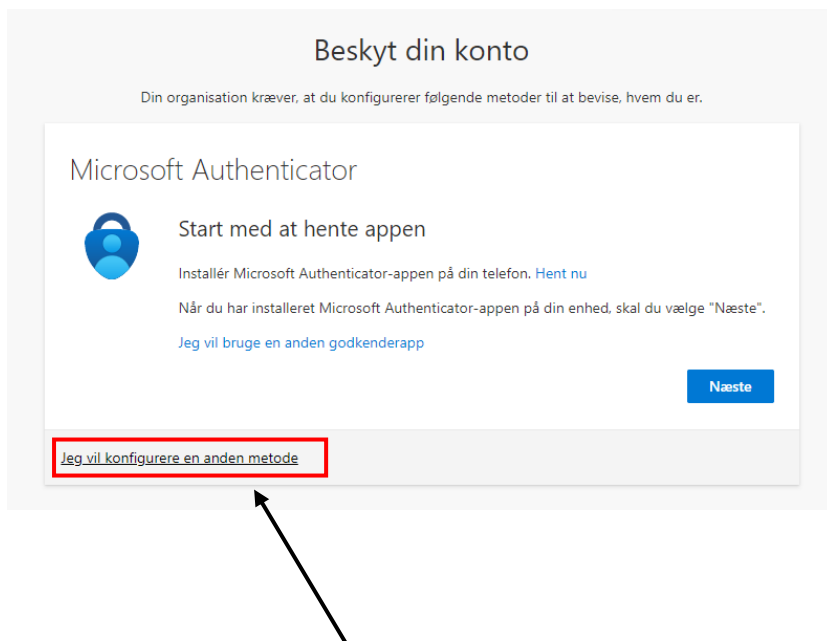 Beskyt din konto
Din organisation kræver, at du konfigurerer følgende metoder til at bevise, hvem du er.
Microsoft Authenticator
Start med at hente appen
Installér Microsoft Authenticator-appen på din telefon. Hent nu
Når du har installeret Microsoft Authenticator-appen på din enhed, skal du vælge "Næste".
Jeg vil bruge en anden godkenderapp
Næste
Jeg vil konfigurere en anden metode